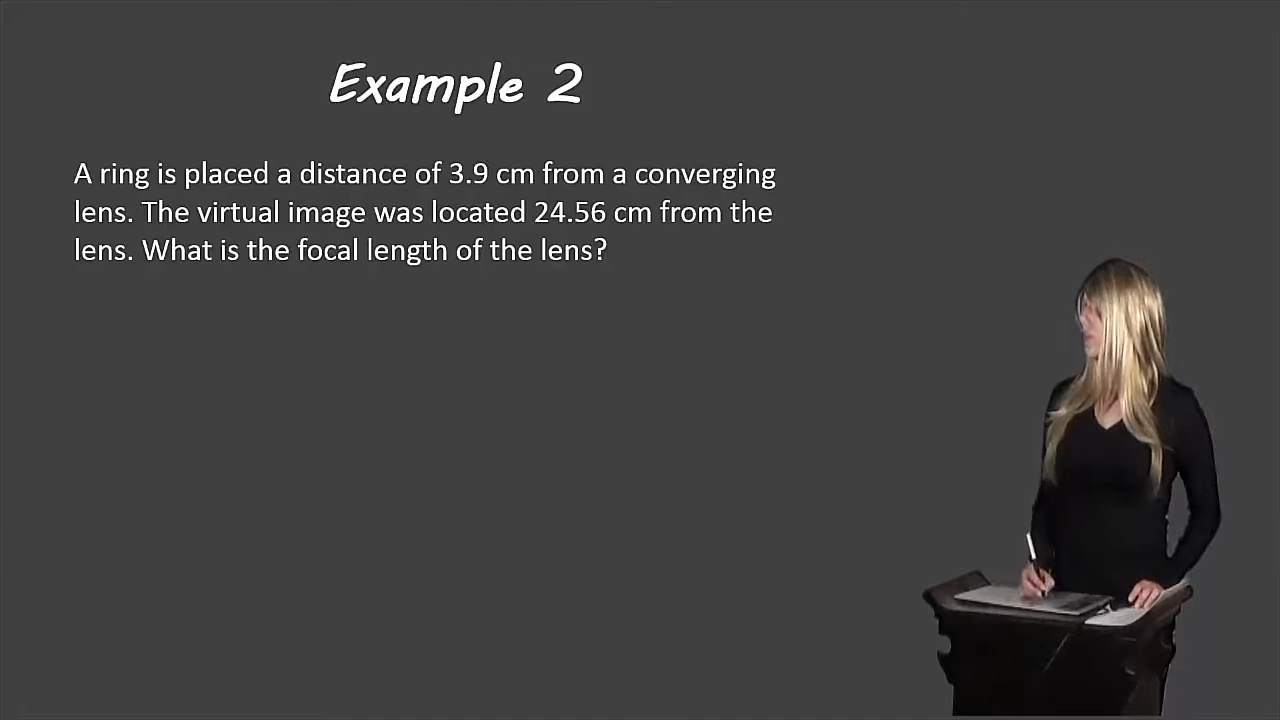 Example 2
A ring is placed a distance of 3.9 cm from a converging
lens. The virtual image was located 24.56 cm from the
lens. What is the focal length of the lens?